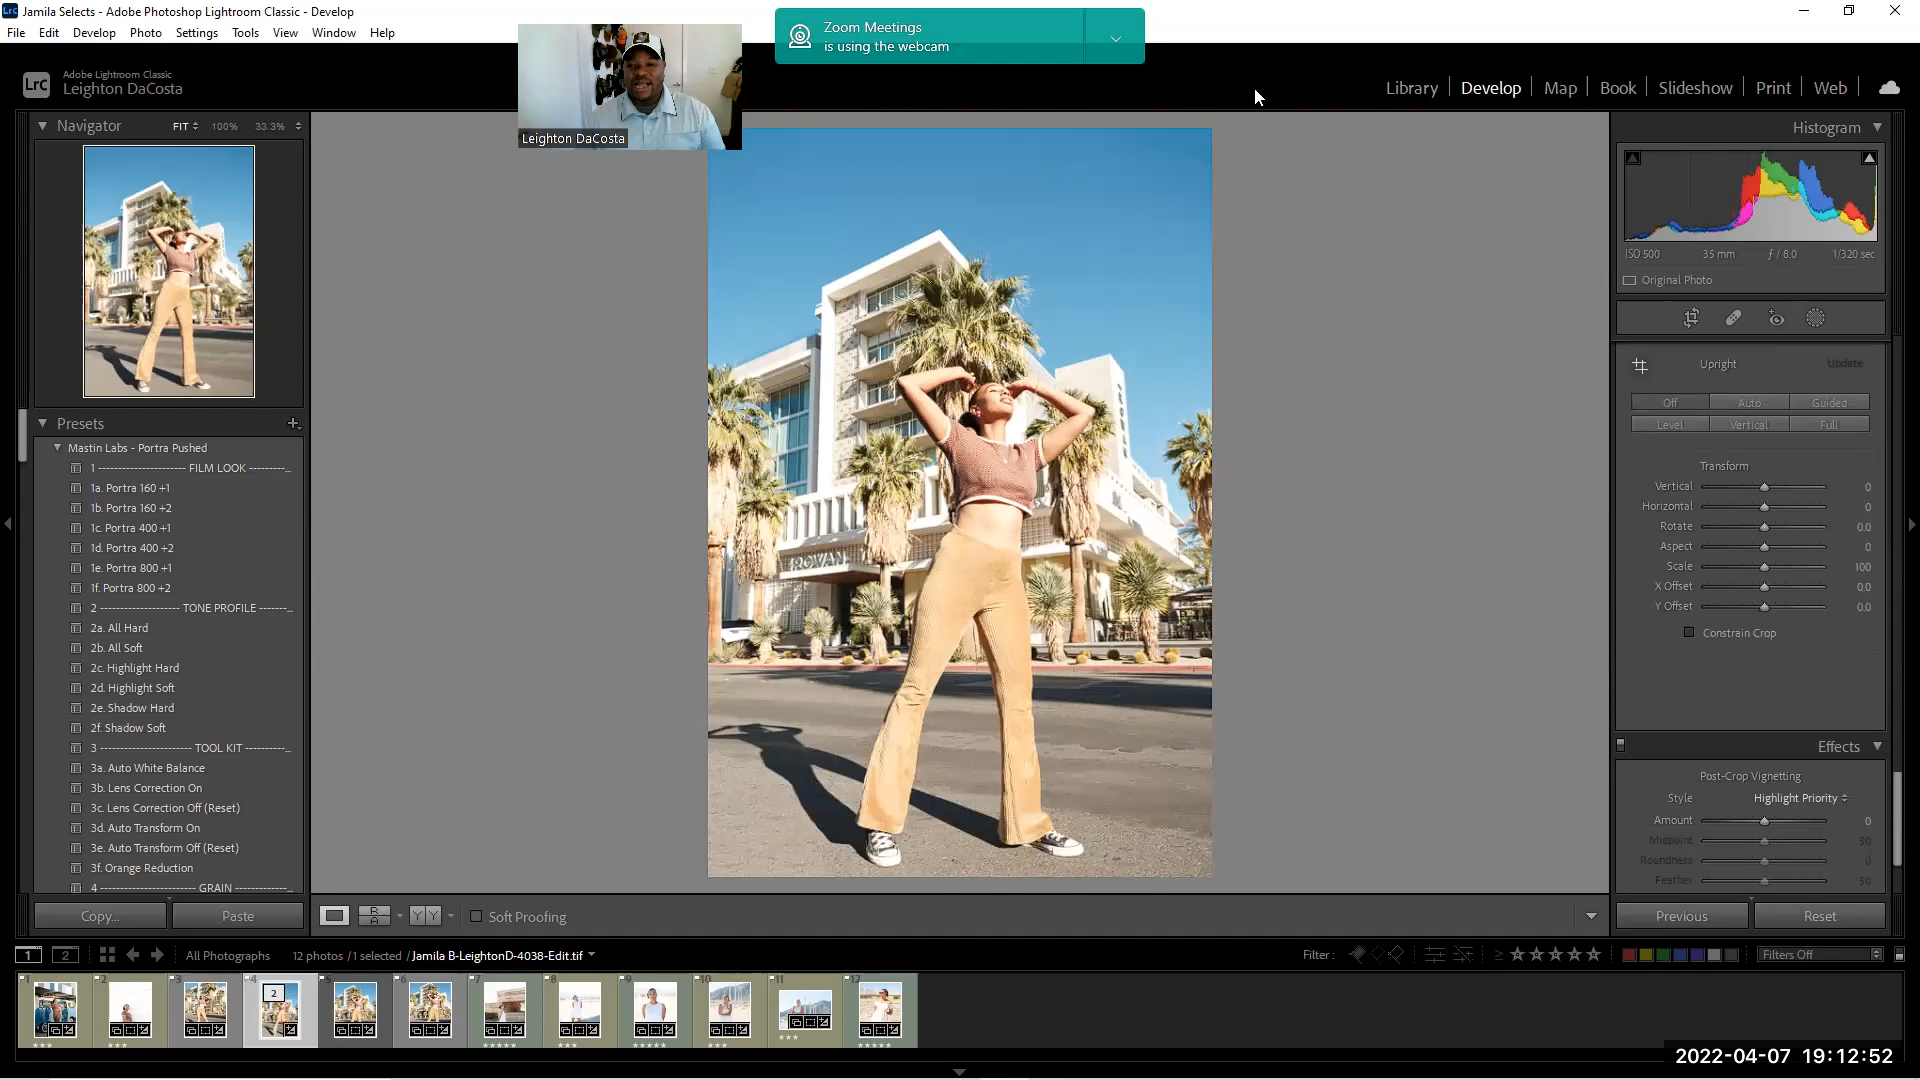 Jamila Selects - Adobe Photoshop Lightroom Classic - Develop
File Edit Develop Photo Settings Tools View Window Help
Zoom Meetings
is using the webcam
Leighton DaCosta
Lrc
Adobe Lightroom Classic
Leighton DaCosta
Library Develop Map Book Slideshow Print Web
Navigator FIT 100% 33.3%
Histogram
ISO 500 35 mm ƒ / 8.0 1/320 sec
Original Photo
Upright Update
Off Auto Guided
Level Vertical Full
Transform
Vertical 0
Horizontal 0
Rotate 0.0
Aspect 0
Scale 100
X Offset 0.0
Y Offset 0.0
Constrain Crop
Effects
Post-Crop Vignetting
Style Highlight Priority
Amount 0
Midpoint 50
Roundness 0
Feather 50
Previous Reset
Presets
Mastin Labs - Portra Pushed
1 ---------------------- FILM LOOK ---------...
1a. Portra 160 +1
1b. Portra 160 +2
1c. Portra 400 +1
1d. Portra 400 +2
1e. Portra 800 +1
1f. Portra 800 +2
2 -------------------- TONE PROFILE -------...
2a. All Hard
2b. All Soft
2c. Highlight Hard
2d. Highlight Soft
2e. Shadow Hard
2f. Shadow Soft
3 ----------------------- TOOL KIT ----------...
3a. Auto White Balance
3b. Lens Correction On
3c. Lens Correction Off (Reset)
3d. Auto Transform On
3e. Auto Transform Off (Reset)
3f. Orange Reduction
4 ------------------------ GRAIN -------------...
ROWAN
Copy... Paste
R A Y Y Soft Proofing
1 2 All Photographs 12 photos / 1 selected / Jamila B-LeightonD-4038-Edit.tif
Filter : ≥ ★★★★★ Filters Off
2
2022-04-07 19:12:52